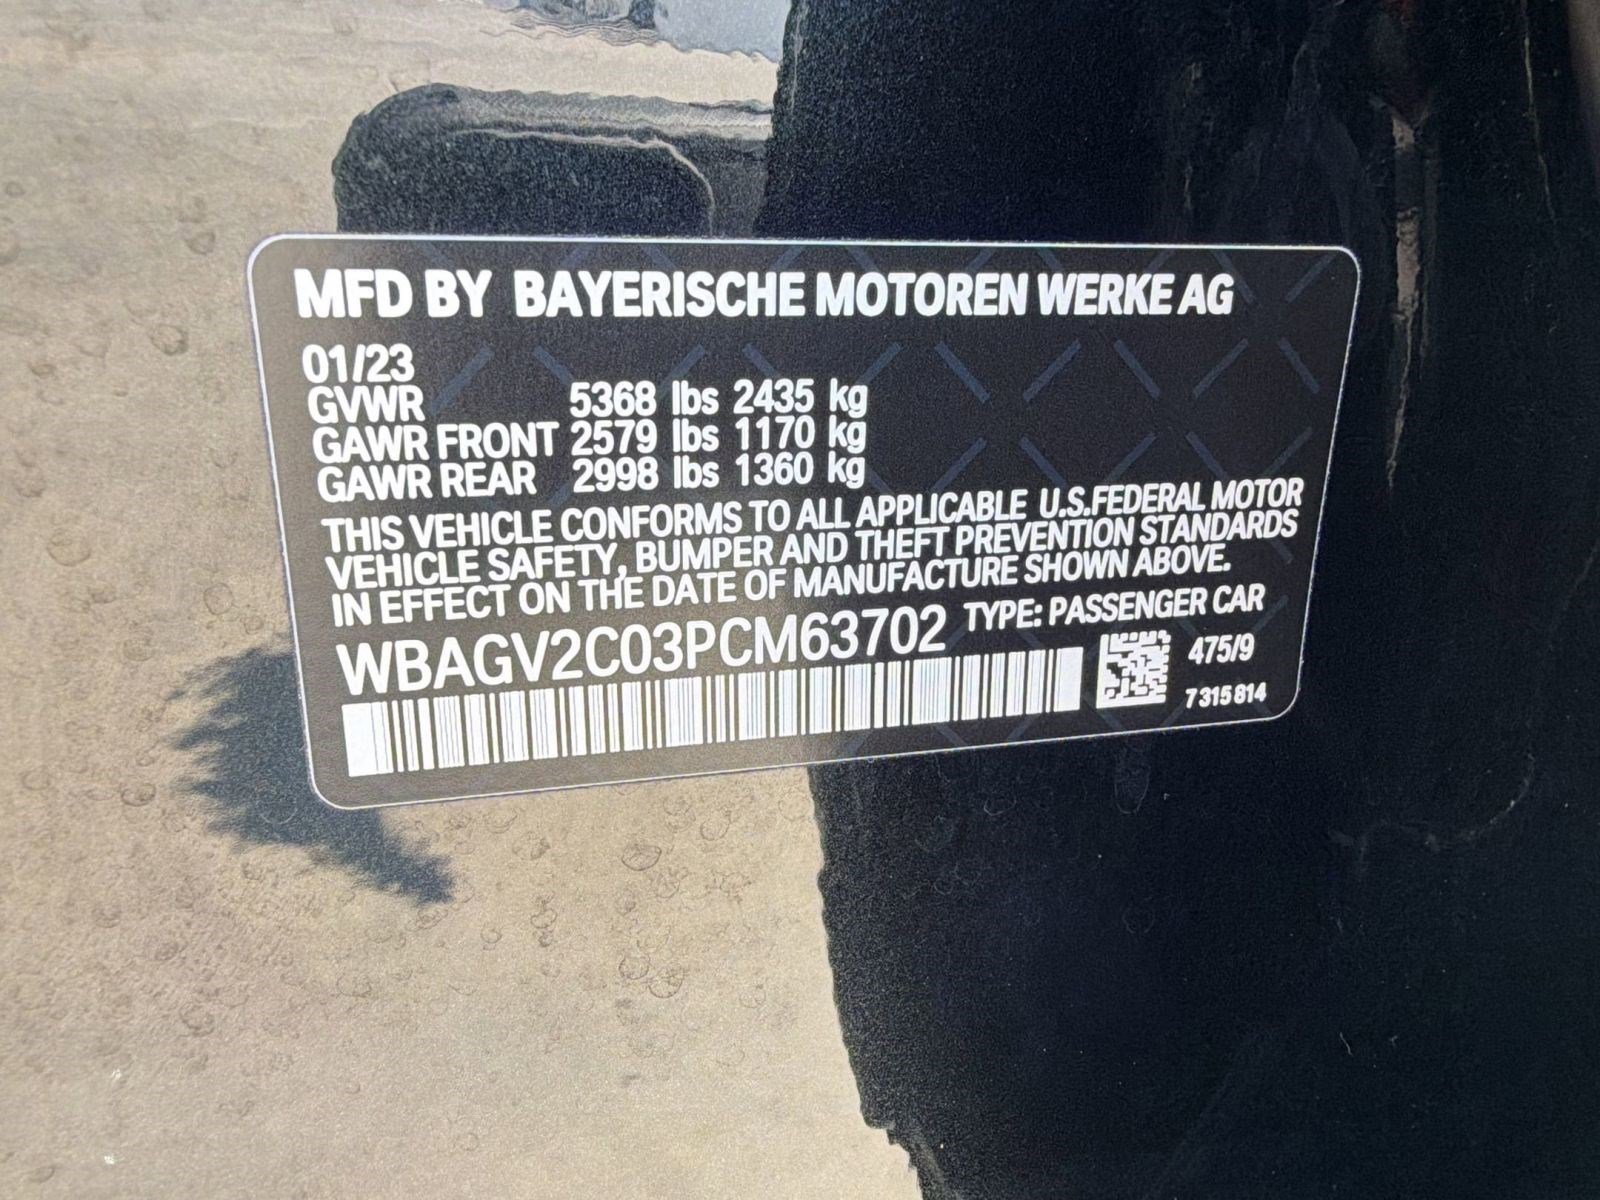 MFD BY BAYERISCHE MOTOREN WERKE AG
01/23
GVWR 5368 lbs 2435 kg
GAWR FRONT 2579 lbs 1170 kg
GAWR REAR 2998 lbs 1360 kg
THIS VEHICLE CONFORMS TO ALL APPLICABLE U.S.FEDERAL MOTOR
VEHICLE SAFETY, BUMPER AND THEFT PREVENTION STANDARDS
IN EFFECT ON THE DATE OF MANUFACTURE SHOWN ABOVE.
WBAGV2C03PCM63702 TYPE: PASSENGER CAR
475/9
7 315 814